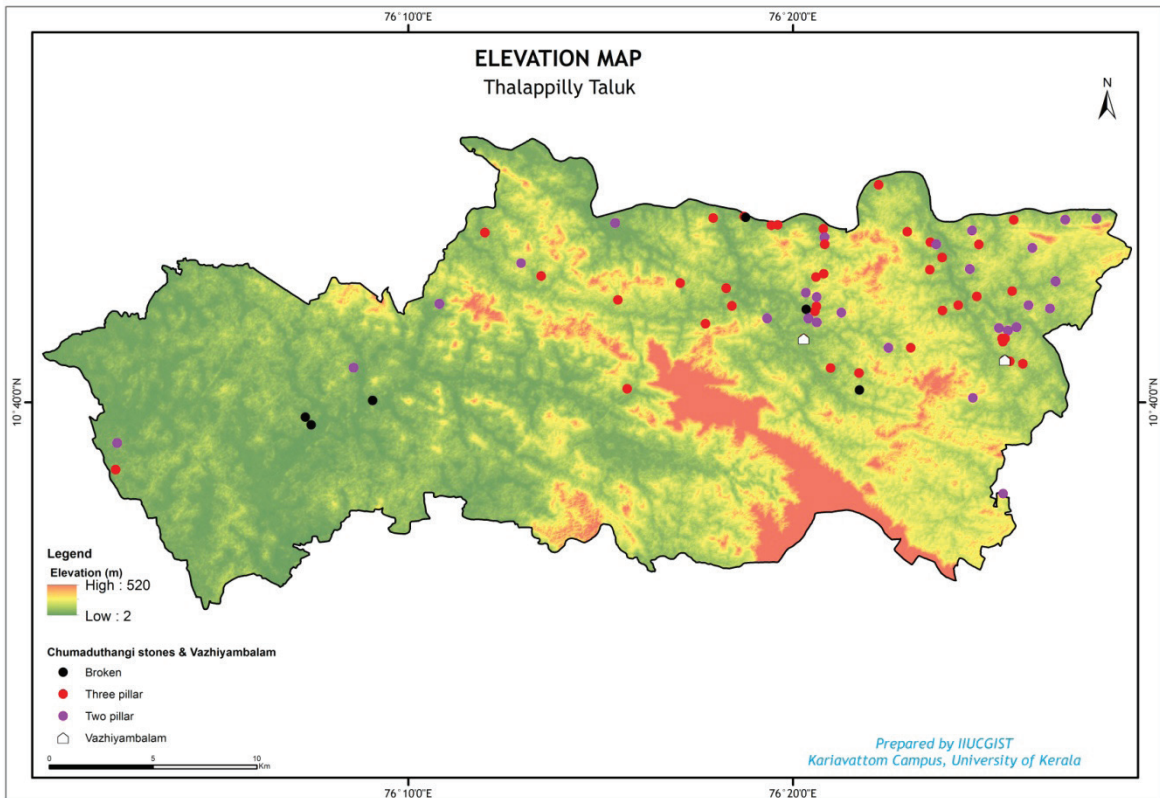 76°10'0"E
76°20'0"E
ELEVATION MAP
Thalappilly Taluk
N
10°40'0"N
10°40'0"N
Legend
Elevation (m)
High : 520
Low : 2
Chumaduthangi stones & Vazhiyambalam
Broken
Three pillar
Two pillar
Vazhiyambalam
0
5
10
Km
Prepared by IIUCGIST
Kariavattom Campus, University of Kerala
76°10'0"E
76°20'0"E